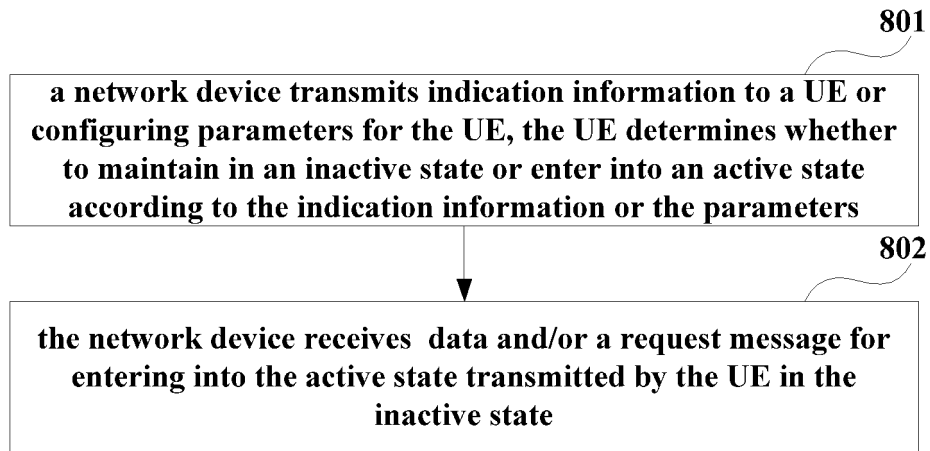 801
a network device transmits indication information to a UE or
configuring parameters for the UE, the UE determines whether
to maintain in an inactive state or enter into an active state
according to the indication information or the parameters
802
the network device receives data and/or a request message for
entering into the active state transmitted by the UE in the
inactive state